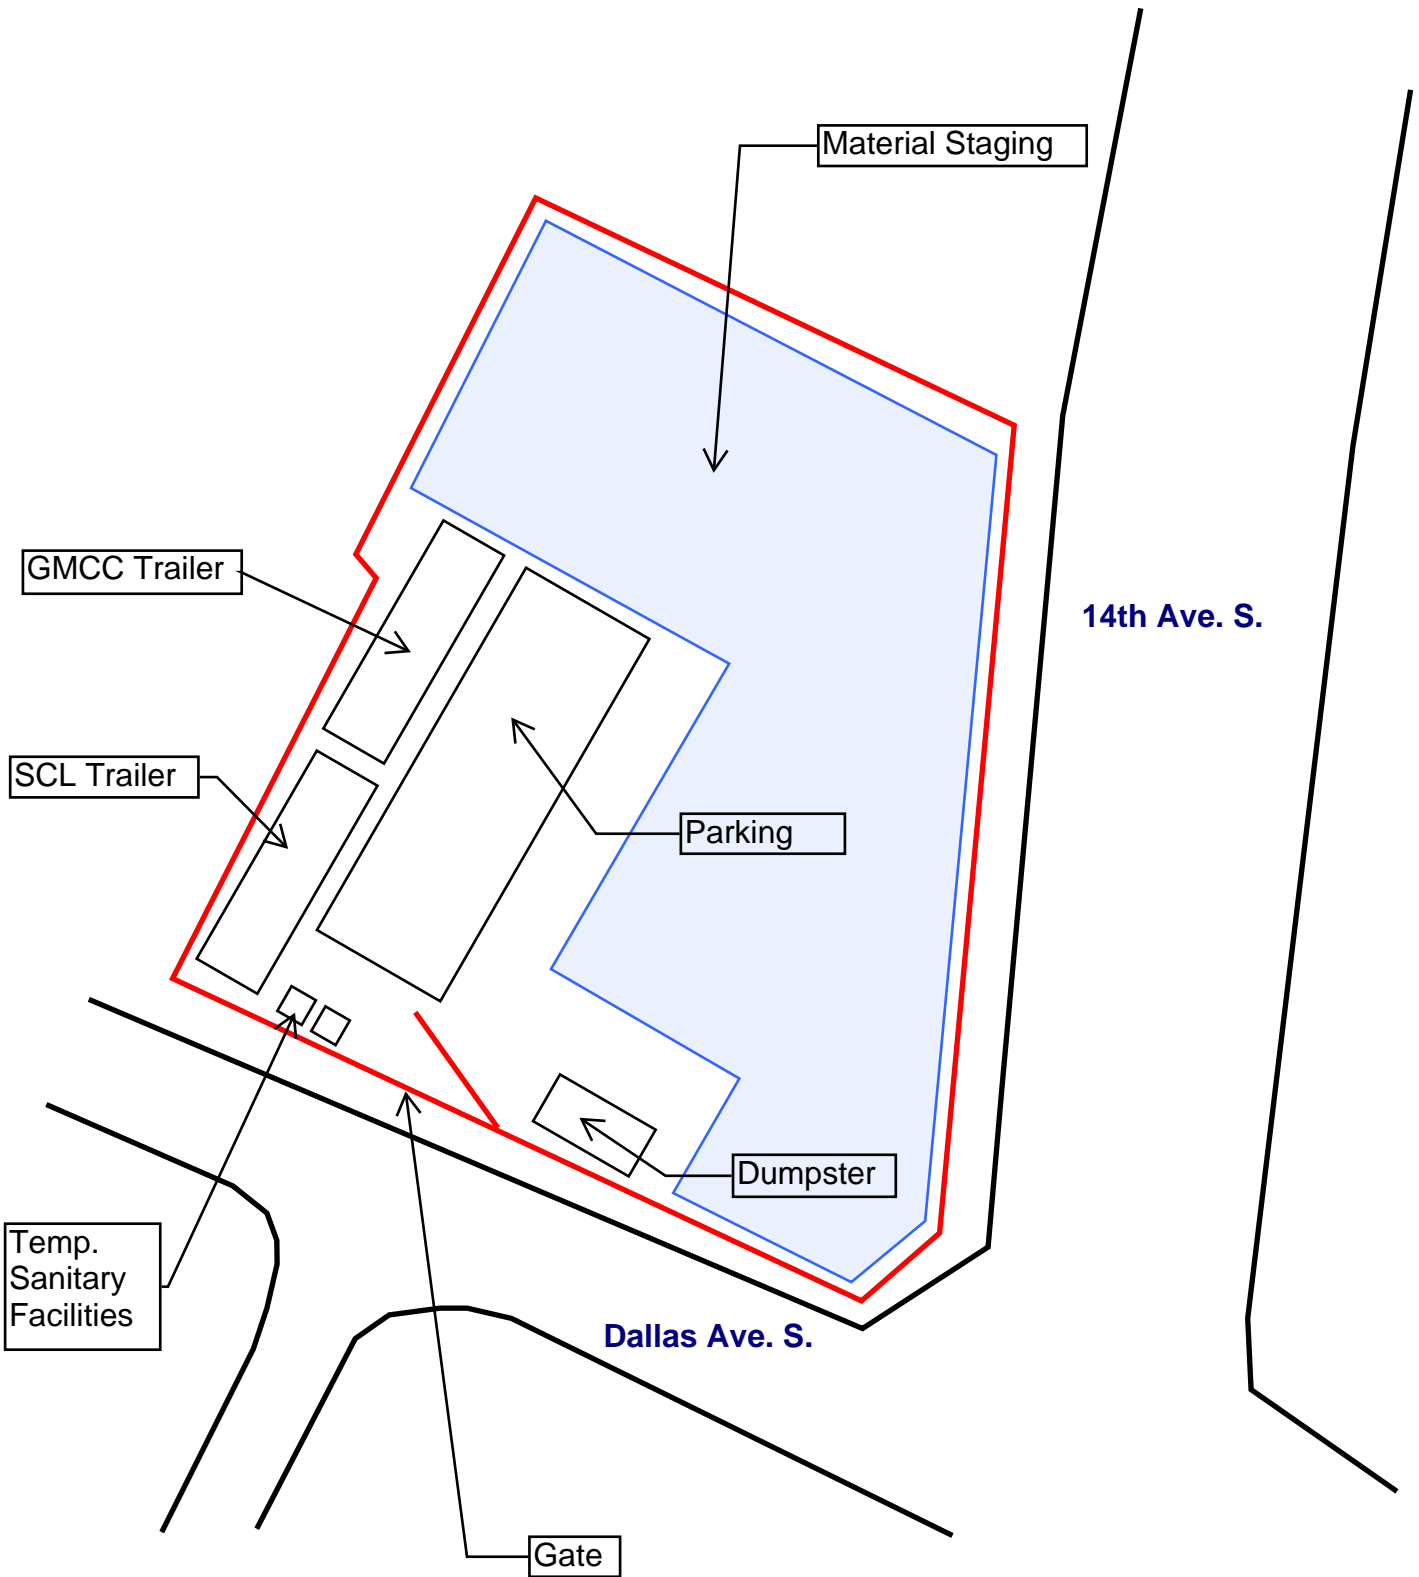 Material Staging
GMCC Trailer
14th Ave. S.
SCL Trailer
Parking
Dumpster
Temp.
Sanitary
Facilities
Dallas Ave. S.
Gate